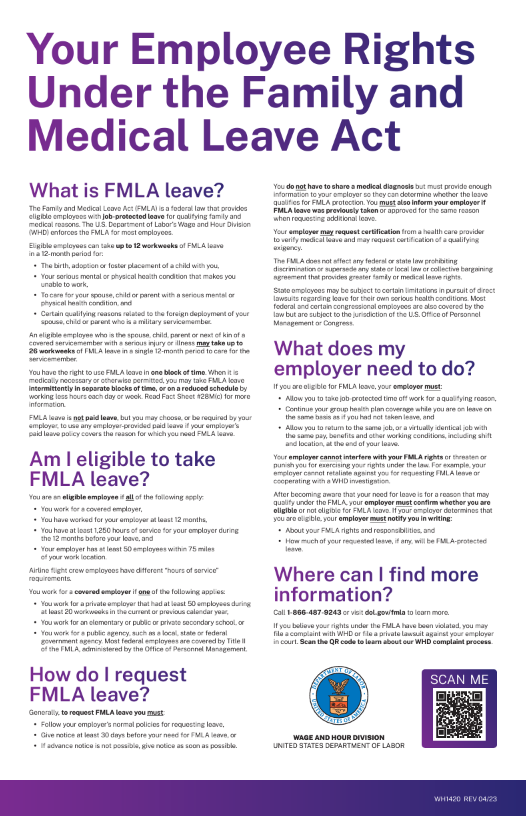 Your Employee Rights
Under the Family and
Medical Leave Act
What is FMLA leave?
The Family and Medical Leave Act (FMLA) is a federal law that provides
eligible employees with job-protected leave for qualifying family and
medical reasons. The U.S. Department of Labor's Wage and Hour Division
(WHD) enforces the FMLA for most employees.
Eligible employees can take up to 12 workweeks of FMLA leave
in a 12-month period for:
• The birth, adoption or foster placement of a child with you,
• Your serious mental or physical health condition that makes you
unable to work,
• To care for your spouse, child or parent with a serious mental or
physical health condition, and
• Certain qualifying reasons related to the foreign deployment of your
spouse, child or parent who is a military servicemember.
An eligible employee who is the spouse, child, parent or next of kin of a
covered servicemember with a serious injury or illness may take up to
26 workweeks of FMLA leave in a single 12-month period to care for the
servicemember.
You have the right to use FMLA leave in one block of time. When it is
medically necessary or otherwise permitted, you may take FMLA leave
intermittently in separate blocks of time, or on a reduced schedule by
working less hours each day or week. Read Fact Sheet #28M(c) for more
information.
FMLA leave is not paid leave, but you may choose, or be required by your
employer, to use any employer-provided paid leave if your employer's
paid leave policy covers the reason for which you need FMLA leave.
Am I eligible to take
FMLA leave?
You are an eligible employee if all of the following apply:
• You work for a covered employer,
• You have worked for your employer at least 12 months,
• You have at least 1,250 hours of service for your employer during
the 12 months before your leave, and
• Your employer has at least 50 employees within 75 miles
of your work location.
Airline flight crew employees have different "hours of service"
requirements.
You work for a covered employer if one of the following applies:
• You work for a private employer that had at least 50 employees during
at least 20 workweeks in the current or previous calendar year,
• You work for an elementary or public or private secondary school, or
• You work for a public agency, such as a local, state or federal
government agency. Most federal employees are covered by Title II
of the FMLA, administered by the Office of Personnel Management.
How do I request
FMLA leave?
Generally, to request FMLA leave you must:
• Follow your employer's normal policies for requesting leave,
• Give notice at least 30 days before your need for FMLA leave, or
• If advance notice is not possible, give notice as soon as possible.
You do not have to share a medical diagnosis but must provide enough
information to your employer so they can determine whether the leave
qualifies for FMLA protection. You must also inform your employer if
FMLA leave was previously taken or approved for the same reason
when requesting additional leave.
Your employer may request certification from a health care provider
to verify medical leave and may request certification of a qualifying
exigency.
The FMLA does not affect any federal or state law prohibiting
discrimination or supersede any state or local law or collective bargaining
agreement that provides greater family or medical leave rights.
State employees may be subject to certain limitations in pursuit of direct
lawsuits regarding leave for their own serious health conditions. Most
federal and certain congressional employees are also covered by the
law but are subject to the jurisdiction of the U.S. Office of Personnel
Management or Congress.
What does my
employer need to do?
If you are eligible for FMLA leave, your employer must:
• Allow you to take job-protected time off work for a qualifying reason,
• Continue your group health plan coverage while you are on leave on
the same basis as if you had not taken leave, and
• Allow you to return to the same job, or a virtually identical job with
the same pay, benefits and other working conditions, including shift
and location, at the end of your leave.
Your employer cannot interfere with your FMLA rights or threaten or
punish you for exercising your rights under the law. For example, your
employer cannot retaliate against you for requesting FMLA leave or
cooperating with a WHD investigation.
After becoming aware that your need for leave is for a reason that may
qualify under the FMLA, your employer must confirm whether you are
eligible or not eligible for FMLA leave. If your employer determines that
you are eligible, your employer must notify you in writing:
• About your FMLA rights and responsibilities, and
• How much of your requested leave, if any, will be FMLA-protected
leave.
Where can I find more
information?
Call 1-866-487-9243 or visit dol.gov/fmla to learn more.
If you believe your rights under the FMLA have been violated, you may
file a complaint with WHD or file a private lawsuit against your employer
in court. Scan the QR code to learn about our WHD complaint process.
DEPARTMENT OF LABOR
UNITED STATES OF AMERICA
WAGE AND HOUR DIVISION
UNITED STATES DEPARTMENT OF LABOR
SCAN ME
WH1420 REV 04/23